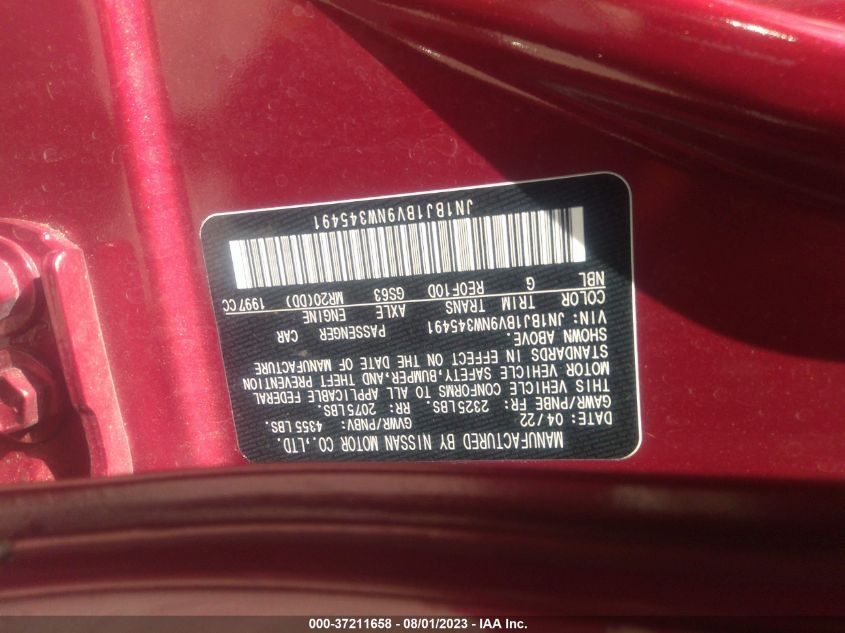 MANUFACTURED BY NISSAN MOTOR CO.,LTD.
DATE: 04/22 GVWR/PNBV: 4355 LBS.
GAWR/PNBE FR: 2325LBS. RR: 2075LBS.
THIS VEHICLE CONFORMS TO ALL APPLICABLE FEDERAL
MOTOR VEHICLE SAFETY,BUMPER,AND THEFT PREVENTION
STANDARDS IN EFFECT ON THE DATE OF MANUFACTURE
SHOWN ABOVE.
VIN: JN1BJ1BV9NW345491 PASSENGER CAR
COLOR TRIM TRANS AXLE ENGINE
NBL G RE0F10D GS63 MR20(DD) 1997CC
JN1BJ1BV9NW345491
000-37211658 - 08/01/2023 - IAA Inc.